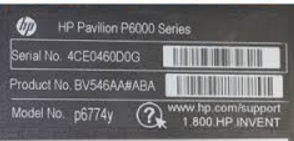 hp HP Pavilion P6000 Series
Serial No. 4CE0460D0G
Product No. BV546AA#ABA
Model No. p6774y ? www.hp.com/support
1.800.HP.INVENT